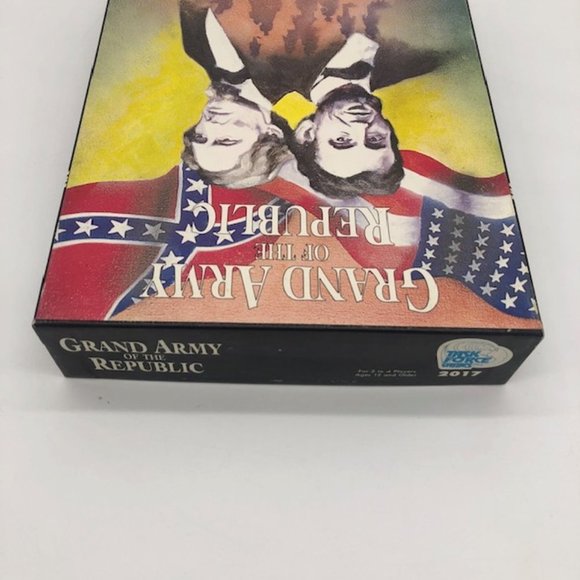 GRAND ARMY
OF THE
REPUBLIC
GRAND ARMY
OF THE
REPUBLIC
For 2 to 4 Players
Ages 12 and Older
TASK
FORCE
GAMES
2017